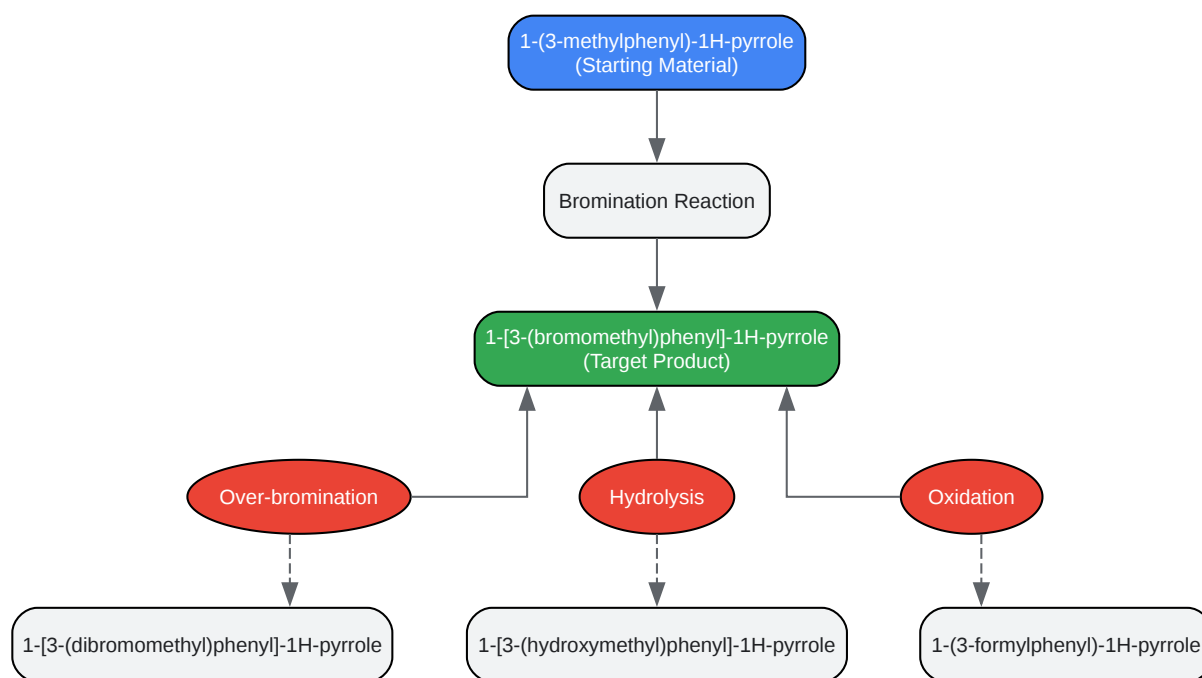 1-(3-methylphenyl)-1H-pyrrole
(Starting Material)
Bromination Reaction
1-[3-(bromomethyl)phenyl]-1H-pyrrole
(Target Product)
Over-bromination
Hydrolysis
Oxidation
1-[3-(dibromomethyl)phenyl]-1H-pyrrole
1-[3-(hydroxymethyl)phenyl]-1H-pyrrole
1-(3-formylphenyl)-1H-pyrrole